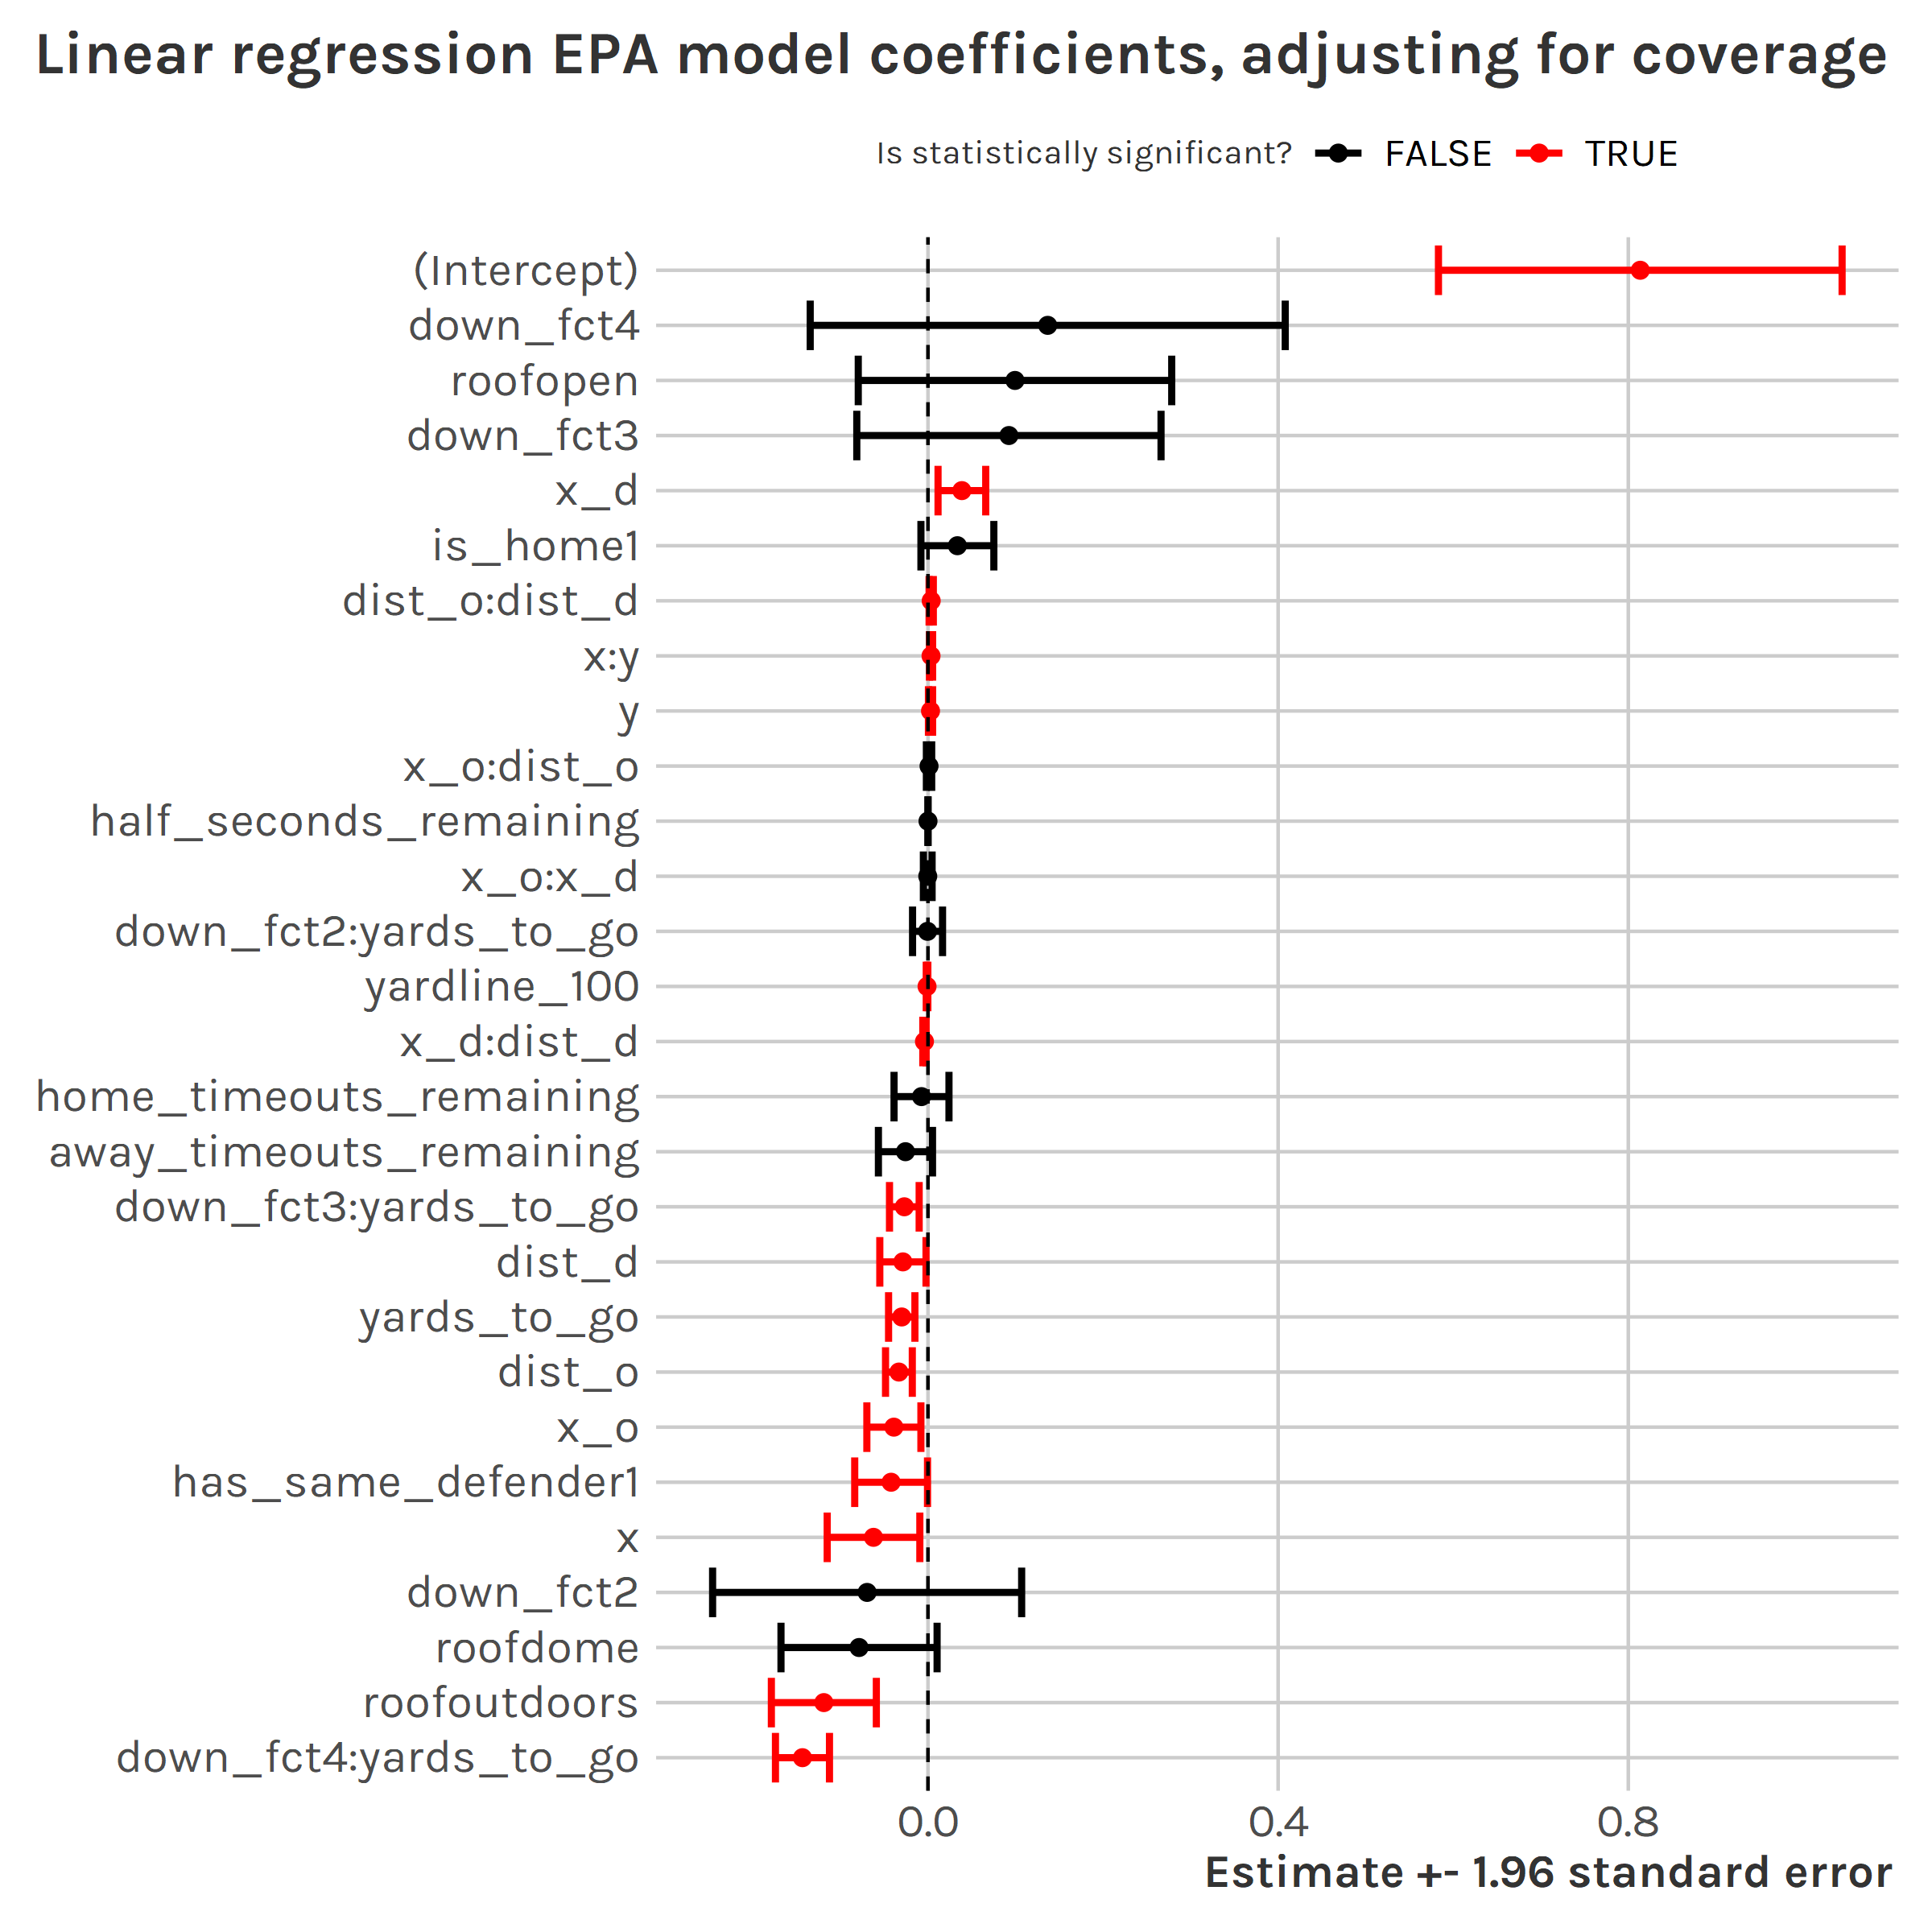 Linear regression EPA model coefficients, adjusting for coverage
Is statistically significant? FALSE TRUE
(Intercept)
down_fct4
roofopen
down_fct3
x_d
is_home1
dist_o:dist_d
x:y
y
x_o:dist_o
half_seconds_remaining
x_o:x_d
down_fct2:yards_to_go
yardline_100
x_d:dist_d
home_timeouts_remaining
away_timeouts_remaining
down_fct3:yards_to_go
dist_d
yards_to_go
dist_o
x_o
has_same_defender1
x
down_fct2
roofdome
roofoutdoors
down_fct4:yards_to_go
0.0 0.4 0.8
Estimate +- 1.96 standard error